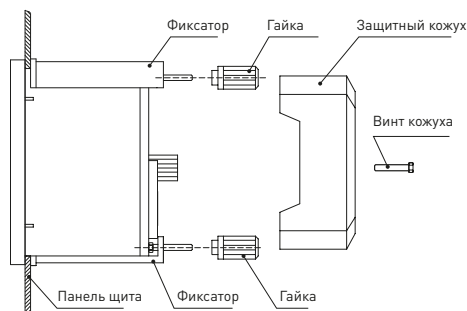 Фиксатор
Гайка
Защитный кожух
Винт кожуха
Панель щита
Фиксатор
Гайка